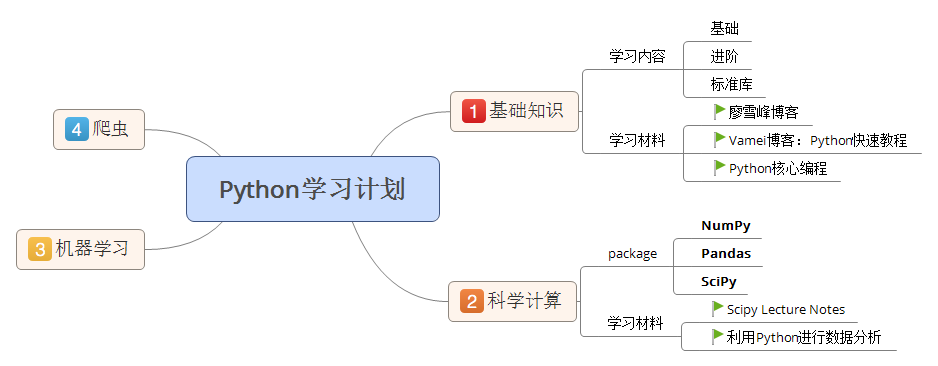 Python学习计划
1 基础知识
学习内容
基础
进阶
标准库
学习材料
廖雪峰博客
Vamei博客：Python快速教程
Python核心编程
2 科学计算
package
NumPy
Pandas
SciPy
学习材料
Scipy Lecture Notes
利用Python进行数据分析
3 机器学习
4 爬虫